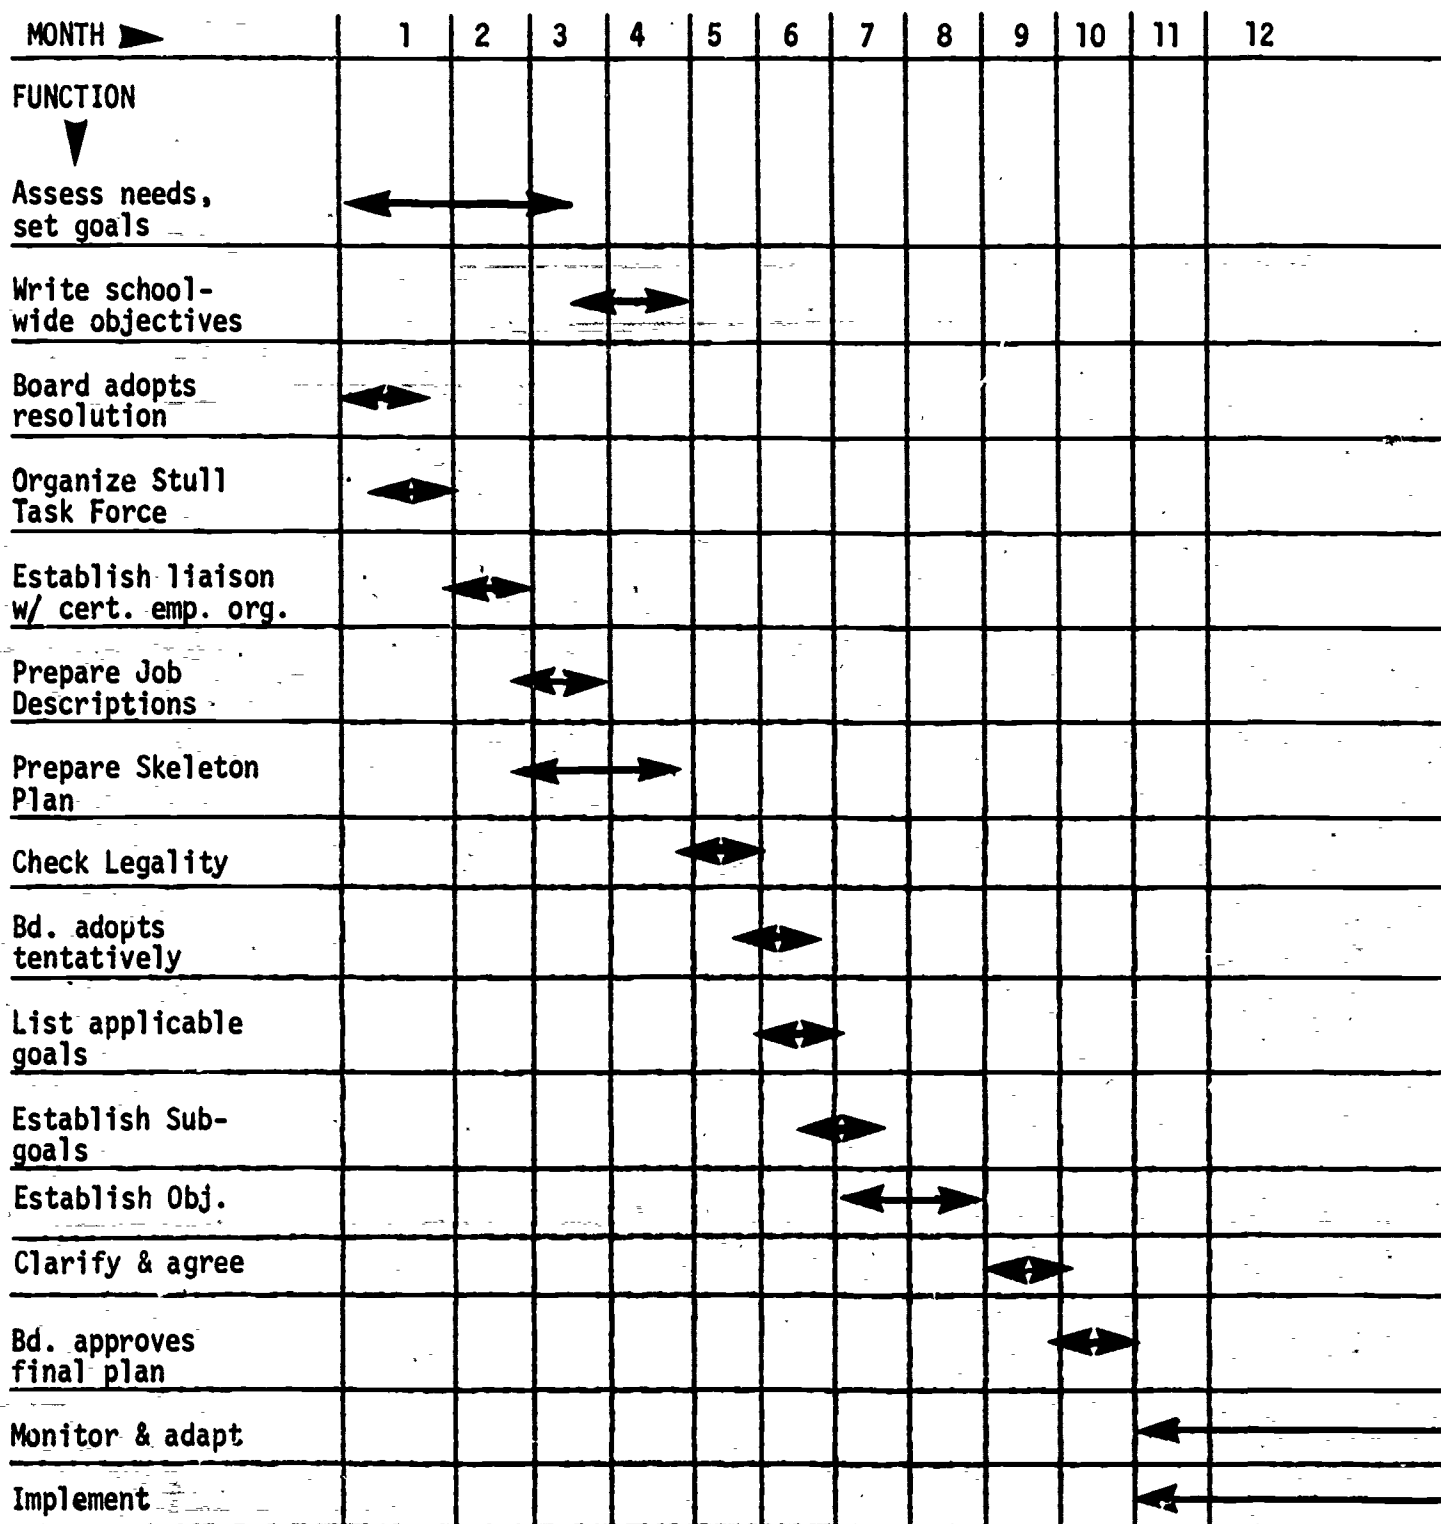 MONTH 1 2 3 4 5 6 7 8 9 10 11 12
FUNCTION
Assess needs,
set goals
Write school-
wide objectives
Board adopts
resolution
Organize Stull
Task Force
Establish liaison
w/ cert. emp. org.
Prepare Job
Descriptions
Prepare Skeleton
Plan
Check Legality
Bd. adopts
tentatively
List applicable
goals
Establish Sub-
goals
Establish Obj.
Clarify & agree
Bd. approves
final plan
Monitor & adapt
Implement